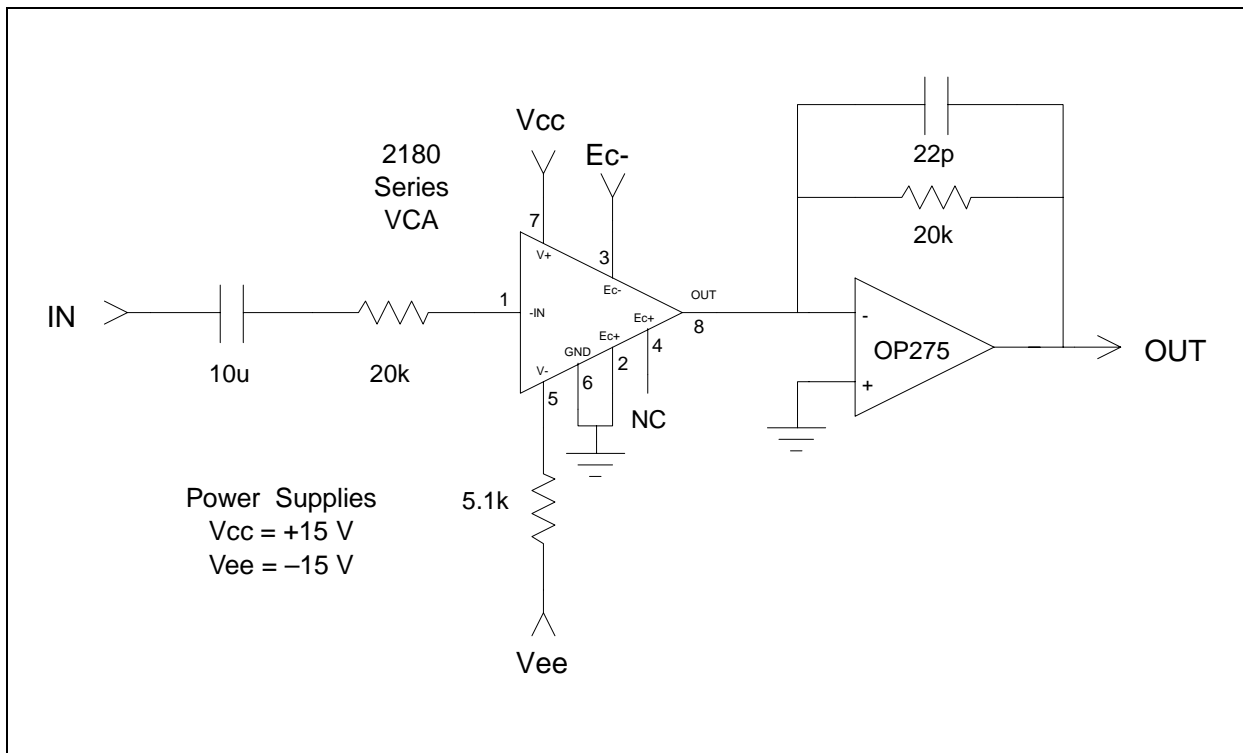 Vcc
2180
Series
VCA
Ec-
7
V+
3
Ec-
IN
10u
20k
1
-IN
OUT
8
Ec+
4
Ec+
2
GND
6
V-
5
NC
22p
20k
-
OP275
+
OUT
Power Supplies
Vcc = +15 V
Vee = –15 V
5.1k
Vee